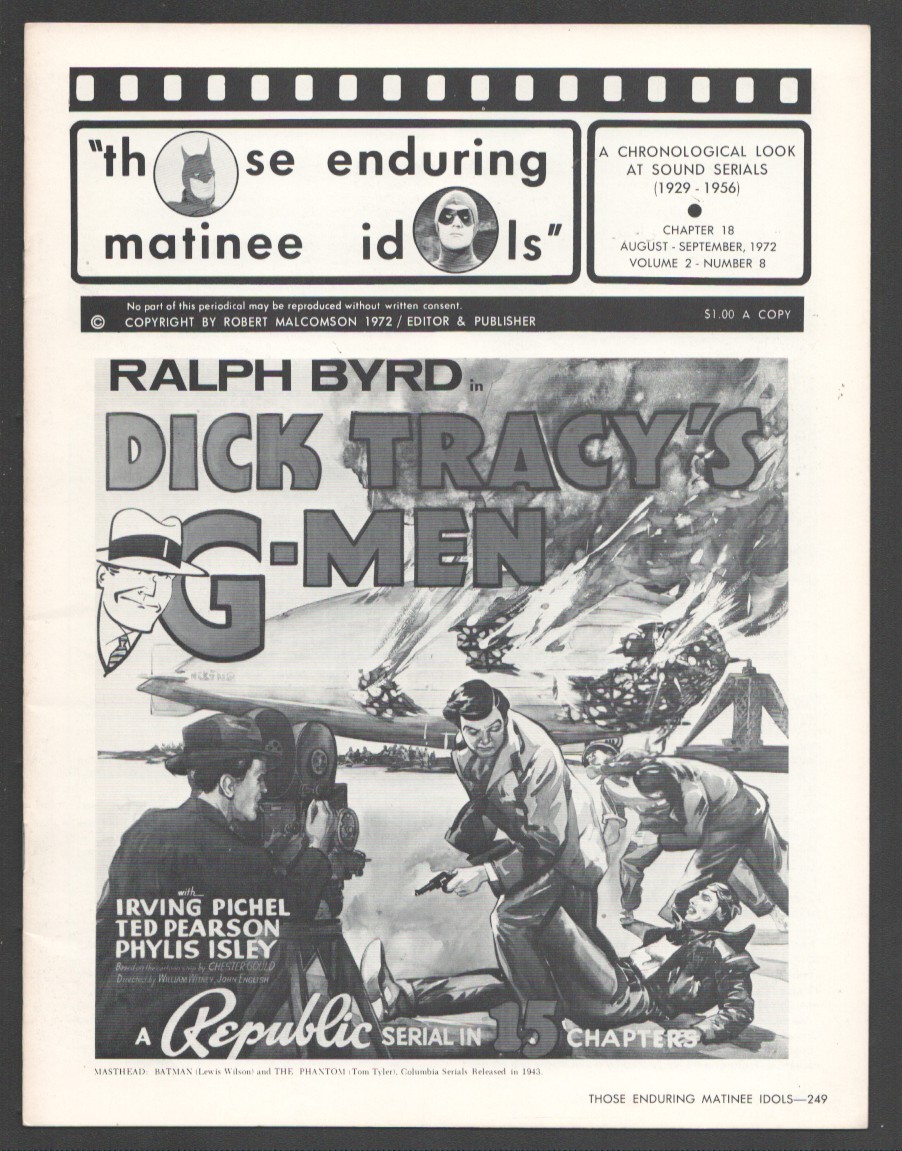 "those enduring
matinee idols"
A CHRONOLOGICAL LOOK
AT SOUND SERIALS
(1929 - 1956)
CHAPTER 18
AUGUST - SEPTEMBER, 1972
VOLUME 2 - NUMBER 8
No part of this periodical may be reproduced without written consent.
© COPYRIGHT BY ROBERT MALCOMSON 1972 / EDITOR & PUBLISHER
$1.00 A COPY
RALPH BYRD in
DICK TRACY'S
G-MEN
with
IRVING PICHEL
TED PEARSON
PHYLIS ISLEY
Based on the cartoon strip by CHESTER GOULD
Directed by WILLIAM WITNEY, JOHN ENGLISH
A Republic SERIAL IN 15 CHAPTERS
MASTHEAD: BATMAN (Lewis Wilson) and THE PHANTOM (Tom Tyler), Columbia Serials Released in 1943.
THOSE ENDURING MATINEE IDOLS—249